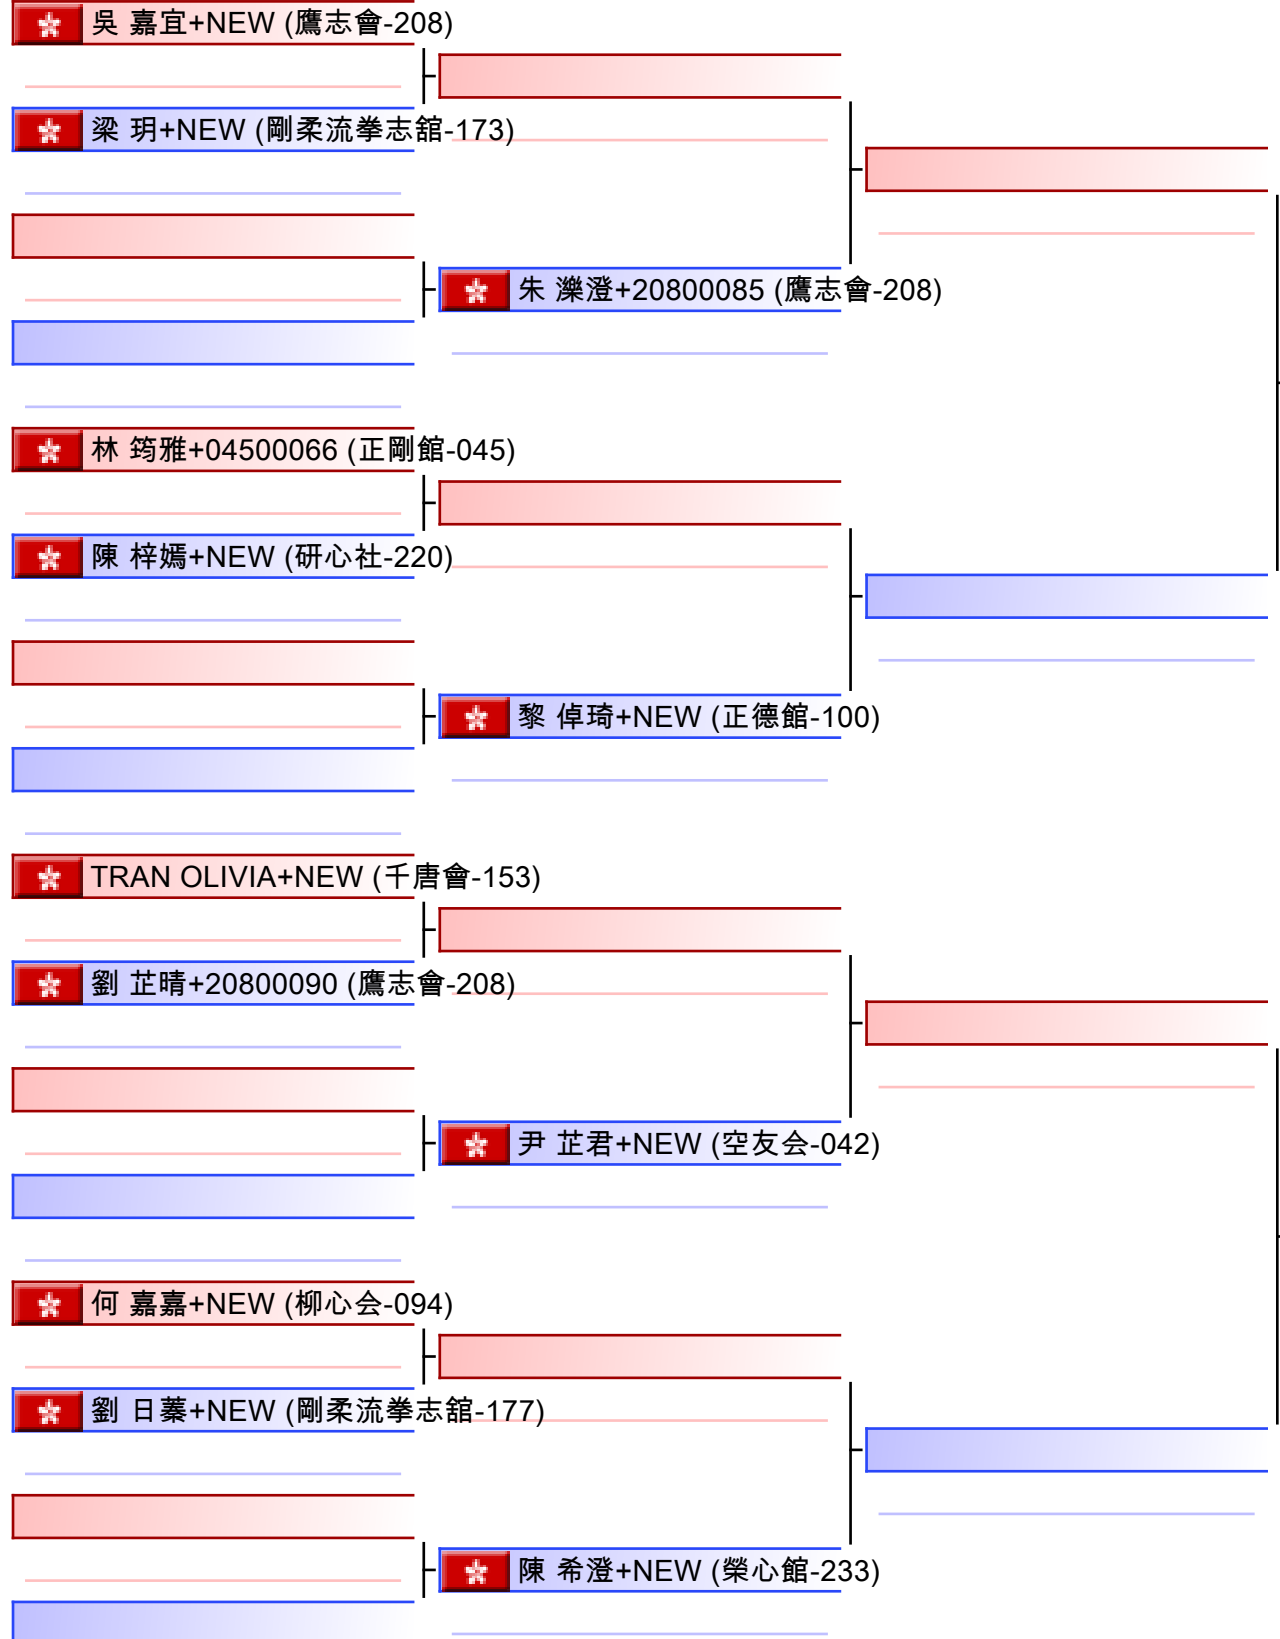 吳 嘉宜+NEW (鷹志會-208)
梁 玥+NEW (剛柔流拳志舘-173)
朱 濼澄+20800085 (鷹志會-208)
林 筠雅+04500066 (正剛館-045)
陳 梓嫣+NEW (研心社-220)
黎 倬琦+NEW (正德館-100)
TRAN OLIVIA+NEW (千唐會-153)
劉 芷晴+20800090 (鷹志會-208)
尹 芷君+NEW (空友会-042)
何 嘉嘉+NEW (柳心会-094)
劉 日蓁+NEW (剛柔流拳志舘-177)
陳 希澄+NEW (榮心館-233)